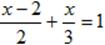 (x−2)/2 + x/3 = 1